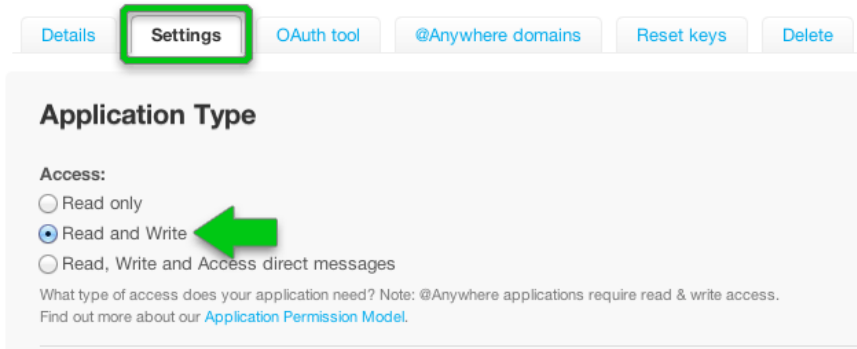 Details Settings OAuth tool @Anywhere domains Reset keys Delete
Application Type
Access:
Read only
Read and Write
Read, Write and Access direct messages
What type of access does your application need? Note: @Anywhere applications require read & write access.
Find out more about our Application Permission Model.